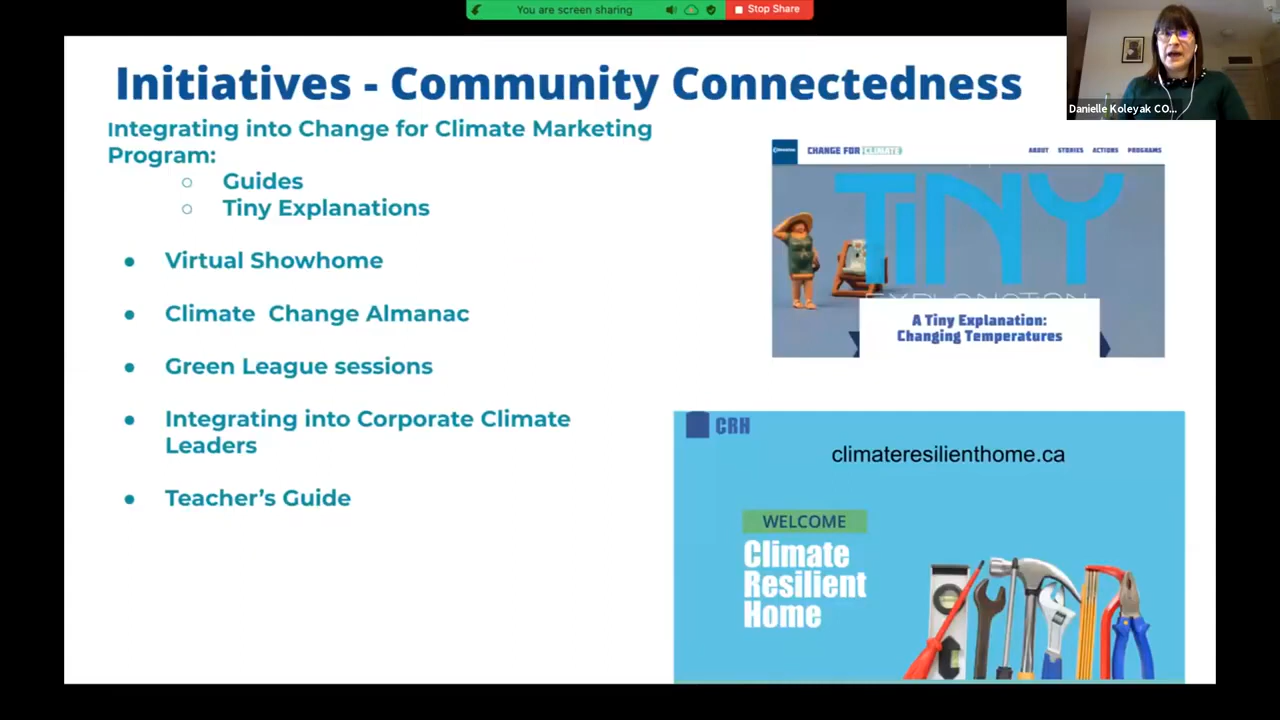 You are screen sharing
Stop Share
Danielle Koleyak CO...
Initiatives - Community Connectedness
Integrating into Change for Climate Marketing
Program:
Guides
Tiny Explanations
Virtual Showhome
Climate Change Almanac
Green League sessions
Integrating into Corporate Climate
Leaders
Teacher's Guide
CHANGE FOR CLIMATE
ABOUT STORIES ACTIONS PROGRAMS
TINY
EXPLANATION
A Tiny Explanation:
Changing Temperatures
CRH
climateresilienthome.ca
WELCOME
Climate
Resilient
Home